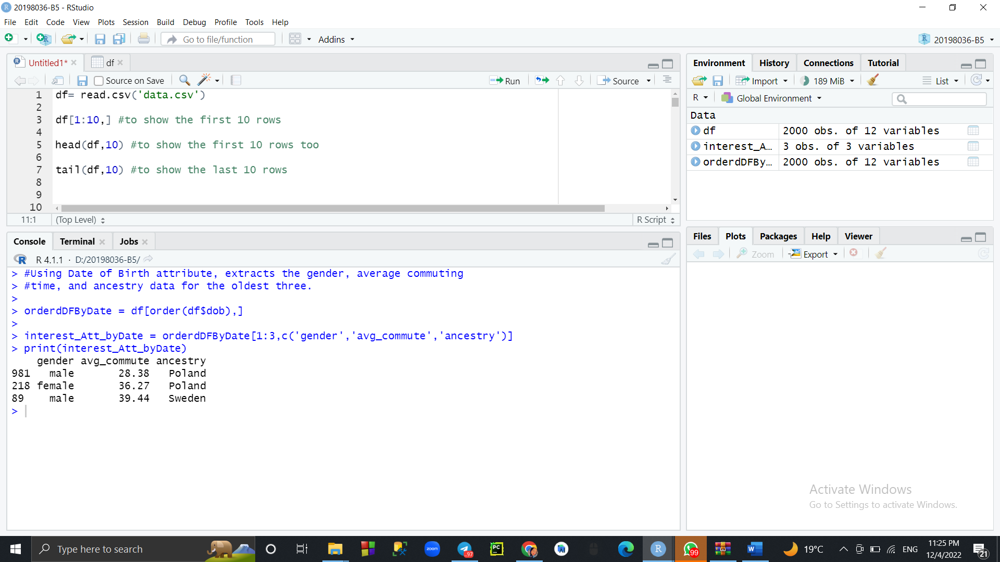 20198036-B5 - RStudio
File Edit Code View Plots Session Build Debug Profile Tools Help
Go to file/function
Addins
20198036-B5
Untitled1*
df
Source on Save
Run
Source
1 df= read.csv('data.csv')
2
3 df[1:10,] #to show the first 10 rows
4
5 head(df,10) #to show the first 10 rows too
6
7 tail(df,10) #to show the last 10 rows
8
9
10
11:1 (Top Level) R Script
Console Terminal Jobs
R 4.1.1 · D:/20198036-B5/
> #Using Date of Birth attribute, extracts the gender, average commuting
> #time, and ancestry data for the oldest three.
>
> orderdDFByDate = df[order(df$dob),]
>
> interest_Att_byDate = orderdDFByDate[1:3,c('gender','avg_commute','ancestry')]
> print(interest_Att_byDate)
gender avg_commute ancestry
981 male 28.38 Poland
218 female 36.27 Poland
89 male 39.44 Sweden
>
Environment History Connections Tutorial
Import 189 MiB List
R Global Environment
Data
df 2000 obs. of 12 variables
interest_A… 3 obs. of 3 variables
orderdDFBy… 2000 obs. of 12 variables
Files Plots Packages Help Viewer
Zoom Export
Activate Windows
Go to Settings to activate Windows.
Type here to search
zoom
97
PC
R
99
W
19°C
ENG
11:25 PM
12/4/2022
21